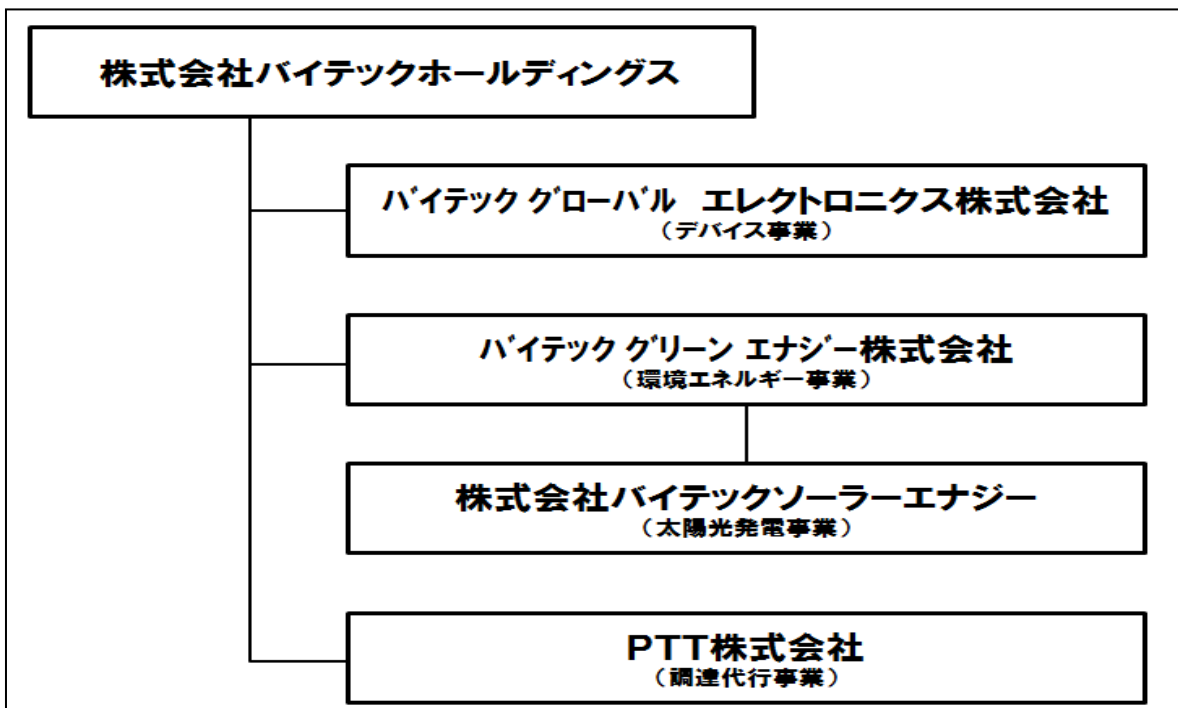 株式会社バイテックホールディングス
バイテック グローバル エレクトロニクス株式会社
（デバイス事業）
バイテック グリーン エナジー株式会社
（環境エネルギー事業）
株式会社バイテックソーラーエナジー
（太陽光発電事業）
PTT株式会社
（調達代行事業）